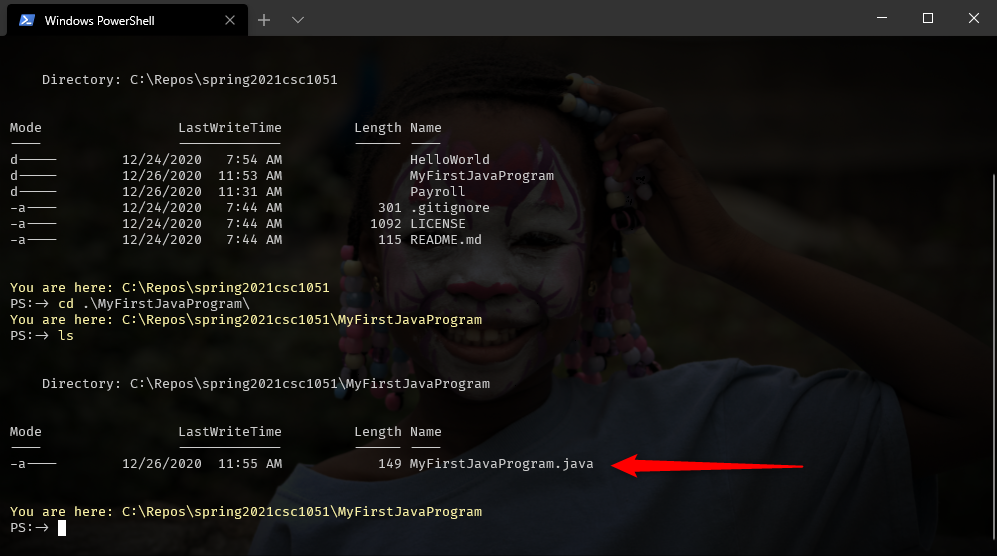 Windows PowerShell
Directory: C:\Repos\spring2021csc1051
Mode LastWriteTime Length Name
---- ------------- ------ ----
d----- 12/24/2020 7:54 AM HelloWorld
d----- 12/26/2020 11:53 AM MyFirstJavaProgram
d----- 12/26/2020 11:31 AM Payroll
-a---- 12/24/2020 7:44 AM 301 .gitignore
-a---- 12/24/2020 7:44 AM 1092 LICENSE
-a---- 12/24/2020 7:44 AM 115 README.md
You are here: C:\Repos\spring2021csc1051
PS:-> cd .\MyFirstJavaProgram\
You are here: C:\Repos\spring2021csc1051\MyFirstJavaProgram
PS:-> ls
Directory: C:\Repos\spring2021csc1051\MyFirstJavaProgram
Mode LastWriteTime Length Name
---- ------------- ------ ----
-a---- 12/26/2020 11:55 AM 149 MyFirstJavaProgram.java
You are here: C:\Repos\spring2021csc1051\MyFirstJavaProgram
PS:->